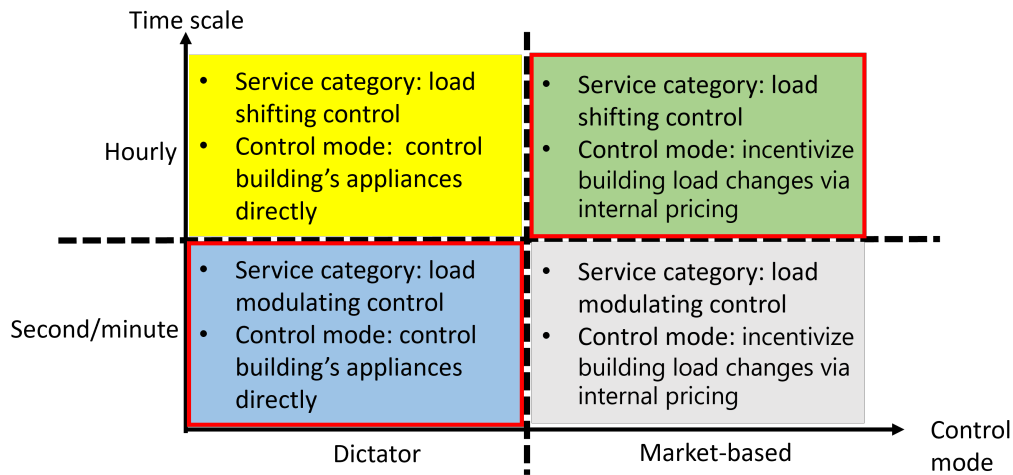 Time scale
Hourly
• Service category: load
shifting control
• Control mode:  control
building’s appliances
directly
• Service category: load
shifting control
• Control mode: incentivize
building load changes via
internal pricing
Second/minute
• Service category: load
modulating control
• Control mode: control
building’s appliances
directly
• Service category: load
modulating control
• Control mode: incentivize
building load changes via
internal pricing
Dictator
Market-based
Control
mode